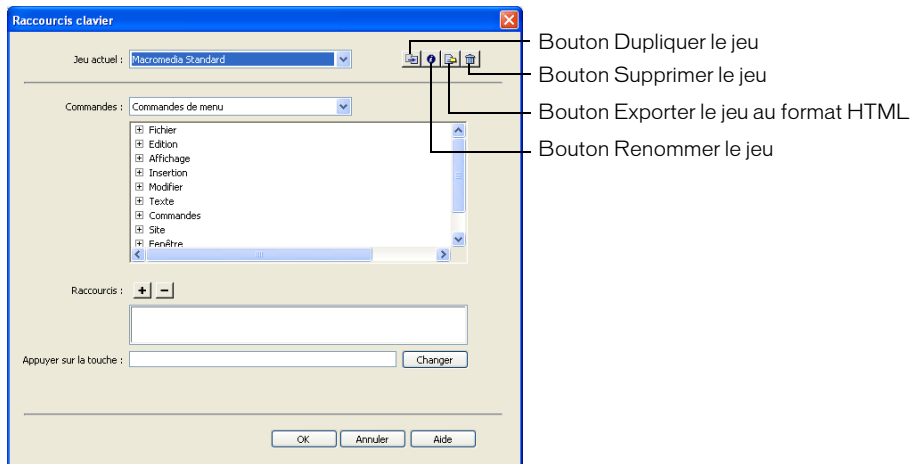 Raccourcis clavier
Jeu actuel : Macromedia Standard
Bouton Dupliquer le jeu
Bouton Supprimer le jeu
Bouton Exporter le jeu au format HTML
Bouton Renommer le jeu
Commandes : Commandes de menu
Fichier
Edition
Affichage
Insertion
Modifier
Texte
Commandes
Site
Fenêtre
Raccourcis :
Appuyer sur la touche : Changer
OK Annuler Aide